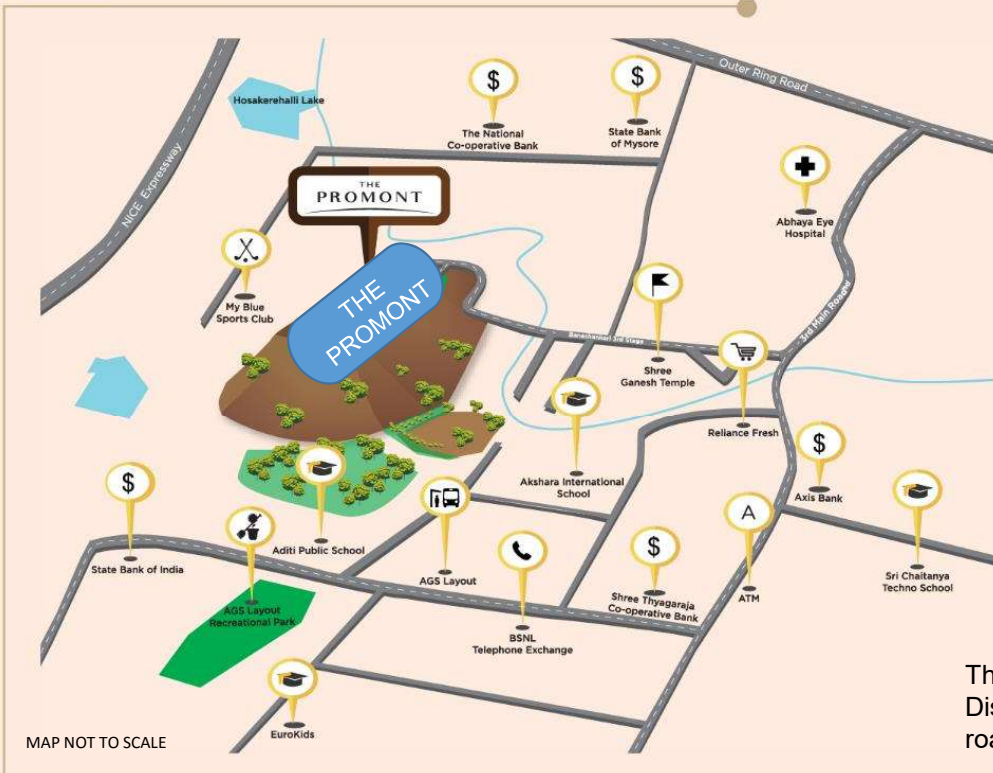 Outer Ring Road
Hosakerehalli Lake
$
$
The National
Co-operative Bank
State Bank
of Mysore
NICE Expressway
THE
PROMONT
Abhaya Eye
Hospital
My Blue
Sports Club
THE
PROMONT
3rd Main Road
Banashankari 3rd Stage
Shree
Ganesh Temple
Reliance Fresh
$
Axis Bank
Akshara International
School
$
State Bank of India
Aditi Public School
AGS Layout
A
ATM
$
Shree Thyagaraja
Co-operative Bank
Sri Chaitanya
Techno School
AGS Layout
Recreational Park
BSNL
Telephone Exchange
EuroKids
MAP NOT TO SCALE